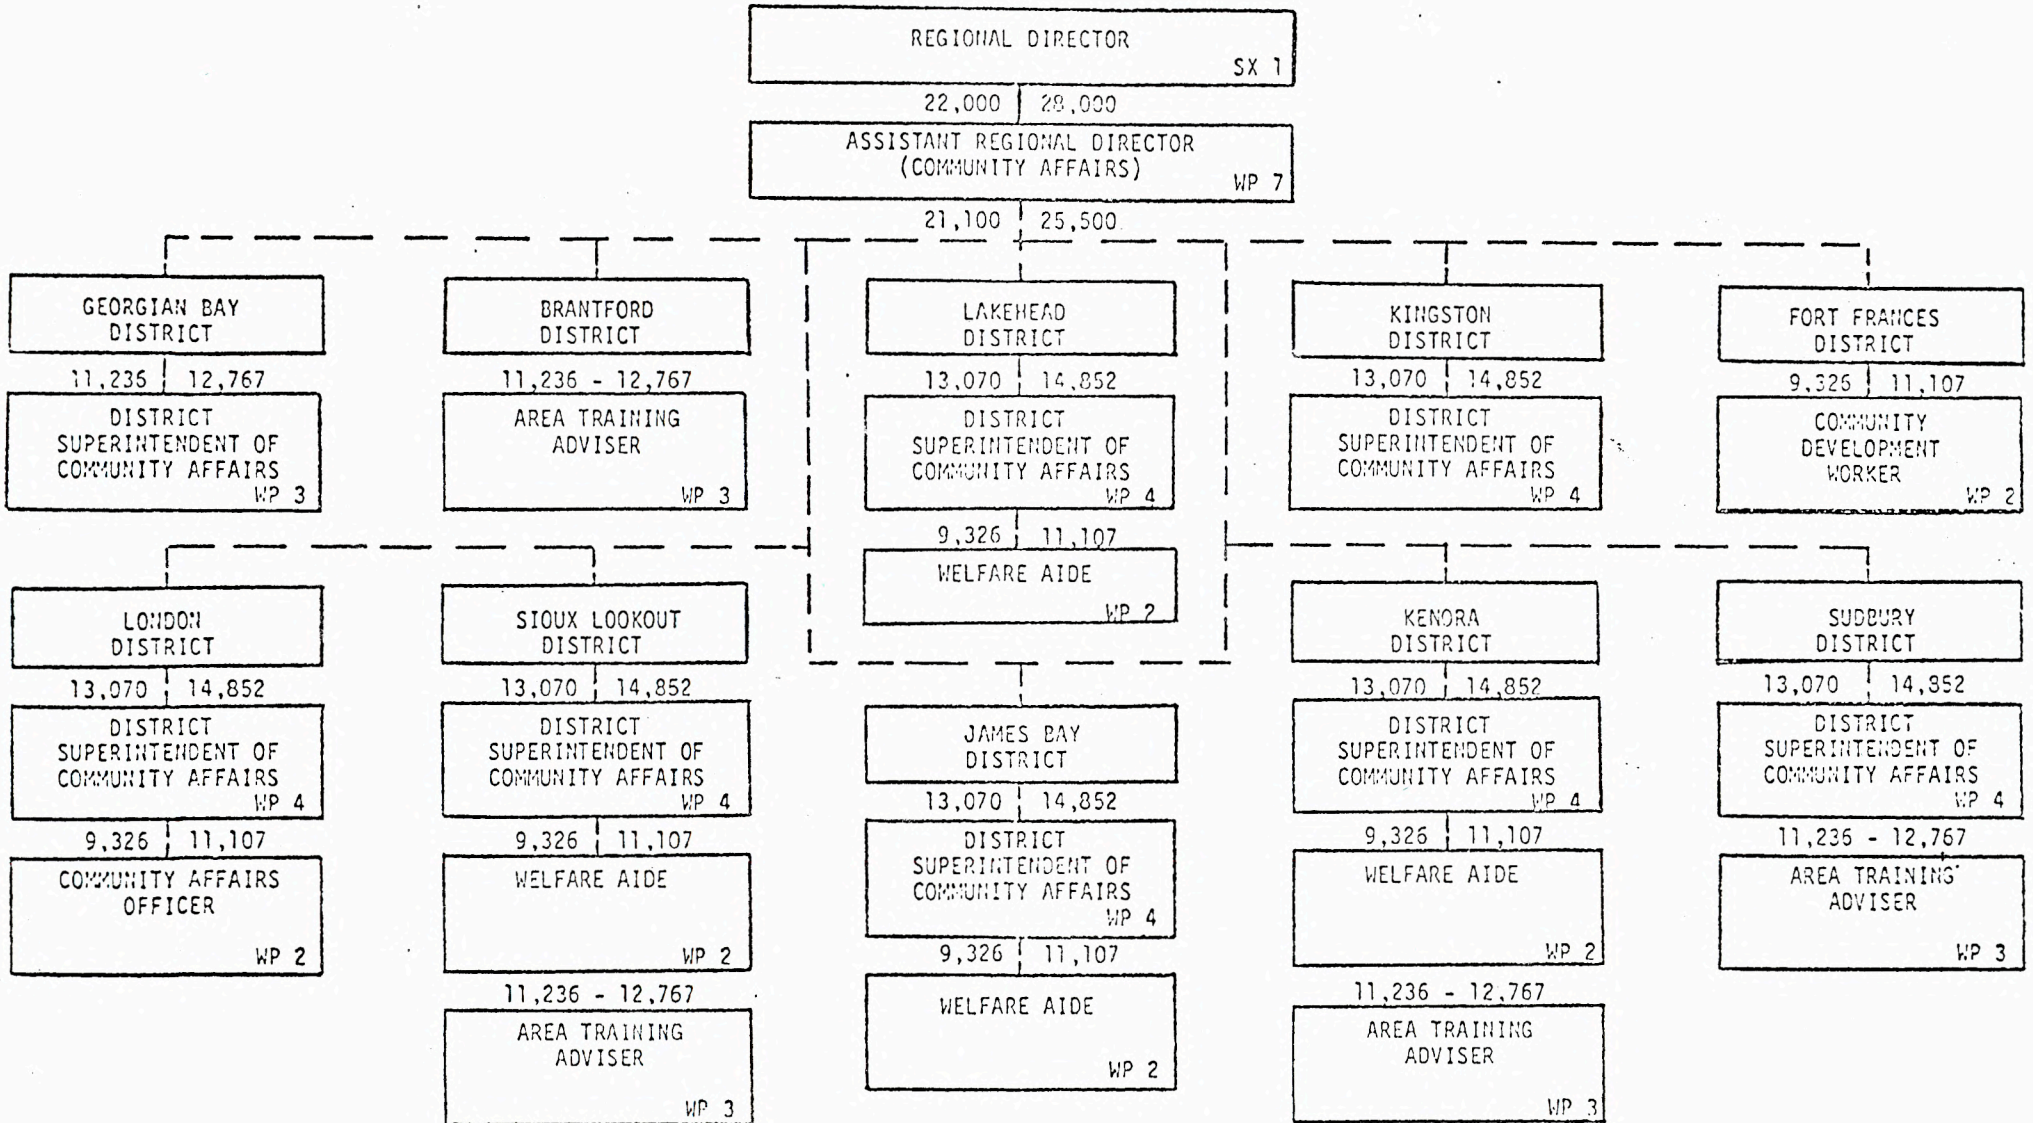 REGIONAL DIRECTOR
SX 1
22,000 28,000
ASSISTANT REGIONAL DIRECTOR
(COMMUNITY AFFAIRS)
WP 7
21,100 25,500
GEORGIAN BAY
DISTRICT
11,235 12,767
DISTRICT
SUPERINTENDENT OF
COMMUNITY AFFAIRS
WP 3
BRANTFORD
DISTRICT
11,236 - 12,767
AREA TRAINING
ADVISER
WP 3
LAKEHEAD
DISTRICT
13,070 14,852
DISTRICT
SUPERINTENDENT OF
COMMUNITY AFFAIRS
WP 4
9,326 11,107
WELFARE AIDE
WP 2
KINGSTON
DISTRICT
13,070 14,852
DISTRICT
SUPERINTENDENT OF
COMMUNITY AFFAIRS
WP 4
FORT FRANCES
DISTRICT
9,326 11,107
COMMUNITY
DEVELOPMENT
WORKER
WP 2
LONDON
DISTRICT
13,070 14,852
DISTRICT
SUPERINTENDENT OF
COMMUNITY AFFAIRS
WP 4
9,326 11,107
COMMUNITY AFFAIRS
OFFICER
WP 2
SIOUX LOOKOUT
DISTRICT
13,070 14,852
DISTRICT
SUPERINTENDENT OF
COMMUNITY AFFAIRS
WP 4
9,326 11,107
WELFARE AIDE
WP 2
11,236 - 12,767
AREA TRAINING
ADVISER
WP 3
JAMES BAY
DISTRICT
13,070 14,852
DISTRICT
SUPERINTENDENT OF
COMMUNITY AFFAIRS
WP 4
9,326 11,107
WELFARE AIDE
WP 2
KENORA
DISTRICT
13,070 14,852
DISTRICT
SUPERINTENDENT OF
COMMUNITY AFFAIRS
WP 4
9,326 11,107
WELFARE AIDE
WP 2
11,236 - 12,767
AREA TRAINING
ADVISER
WP 3
SUDBURY
DISTRICT
13,070 14,852
DISTRICT
SUPERINTENDENT OF
COMMUNITY AFFAIRS
WP 4
11,236 - 12,767
AREA TRAINING
ADVISER
WP 3